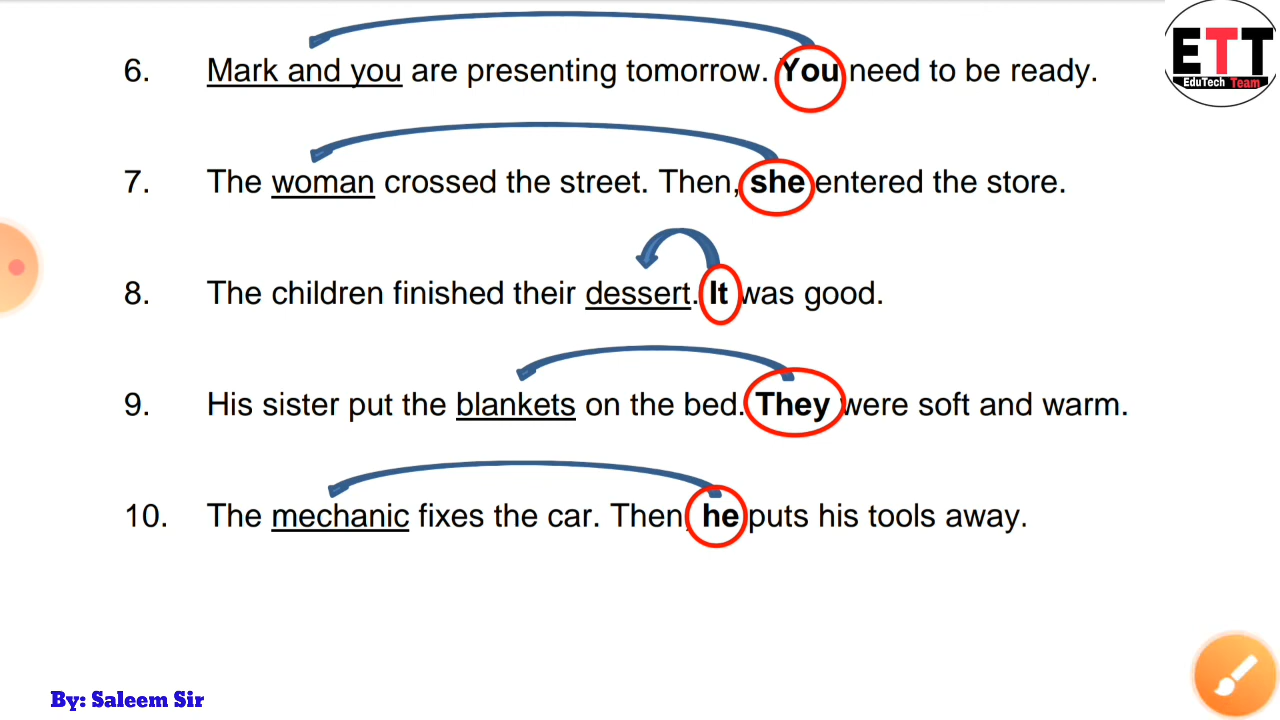 ETT
EduTech Team
6. Mark and you are presenting tomorrow. You need to be ready.
7. The woman crossed the street. Then, she entered the store.
8. The children finished their dessert. It was good.
9. His sister put the blankets on the bed. They were soft and warm.
10. The mechanic fixes the car. Then, he puts his tools away.
By: Saleem Sir